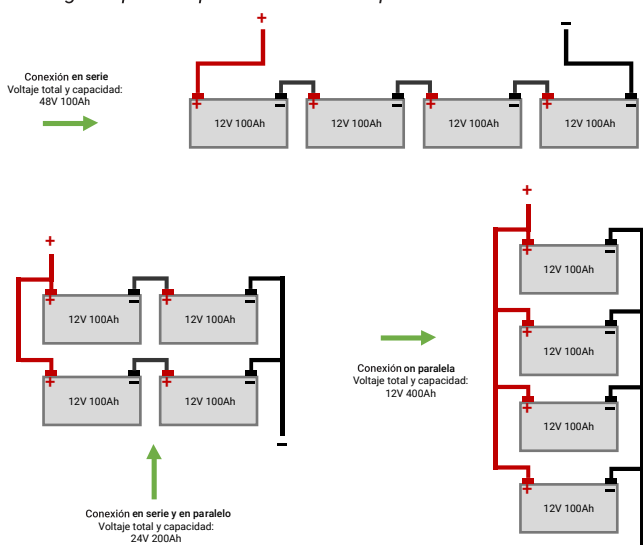 +
Conexión en serie
Voltaje total y capacidad:
48V 100Ah
+ − + − + − + −
12V 100Ah 12V 100Ah 12V 100Ah 12V 100Ah
+
+
+ − + −
12V 100Ah 12V 100Ah
+ − + −
12V 100Ah 12V 100Ah
−
Conexión en serie y en paralelo
Voltaje total y capacidad:
24V 200Ah
Conexión on paralela
Voltaje total y capacidad:
12V 400Ah
+ −
12V 100Ah
+ −
12V 100Ah
+ −
12V 100Ah
+ −
12V 100Ah